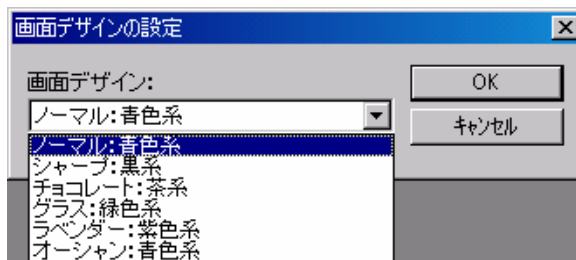 画面デザインの設定
画面デザイン:
OK
ノーマル:青色系
キャンセル
ノーマル:青色系
シャープ:黒系
チョコレート:茶系
グラス:緑色系
ラベンダー:紫色系
オーシャン:青色系